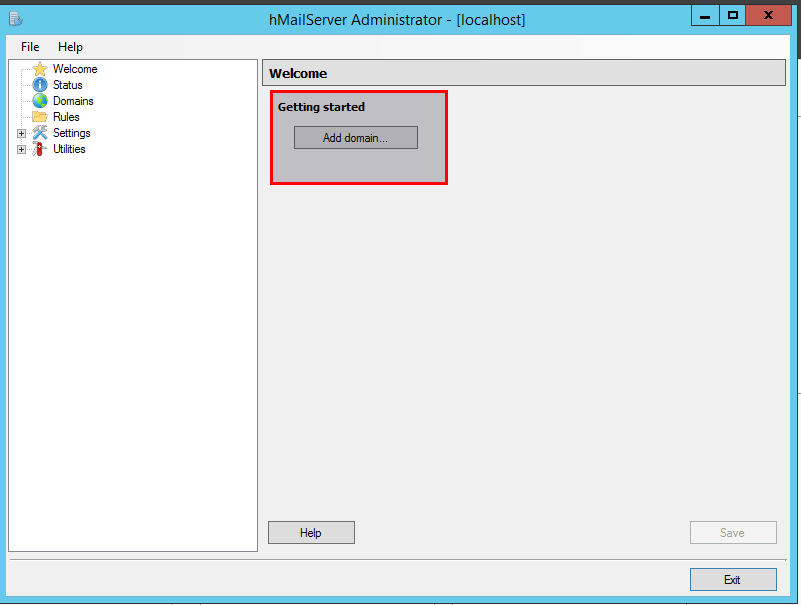 hMailServer Administrator - [localhost]
File Help
Welcome
Status
Domains
Rules
Settings
Utilities
Welcome
Getting started
Add domain...
Help
Save
Exit